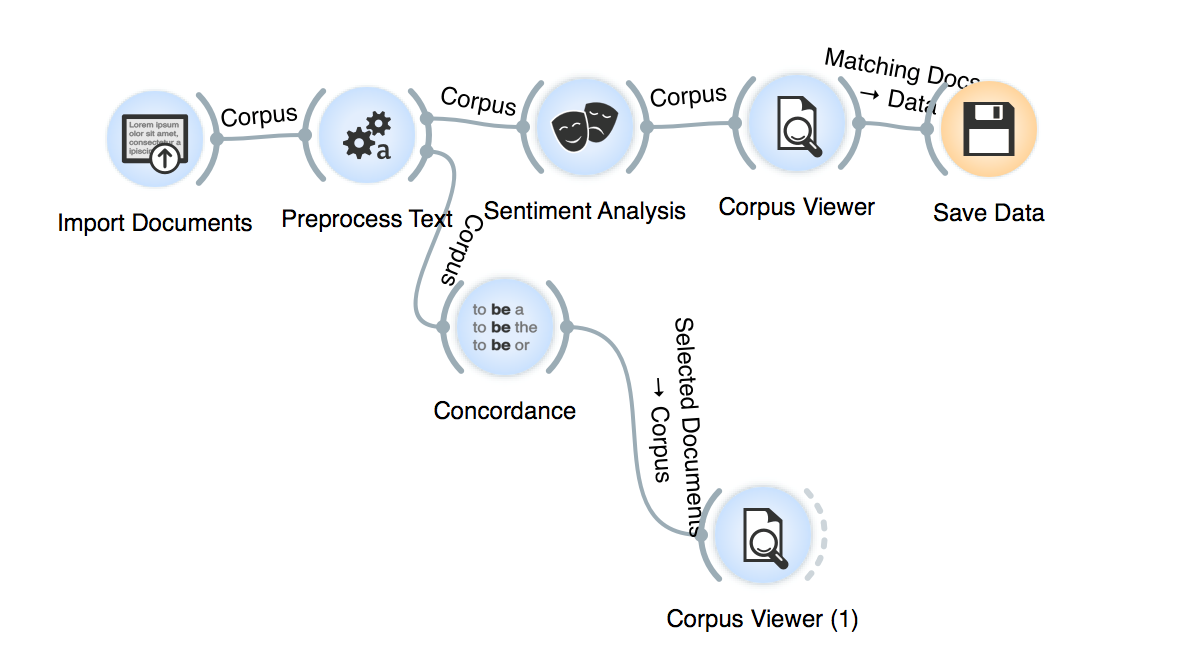 Lorem ipsum
olor sit amet,
consectetur a
ipisci
Import Documents
Corpus
a
Preprocess Text
Corpus
Sentiment Analysis
Corpus
Corpus Viewer
Matching Docs
→ Data
Save Data
Corpus
to be a
to be the
to be or
Concordance
Selected Documents
→ Corpus
Corpus Viewer (1)